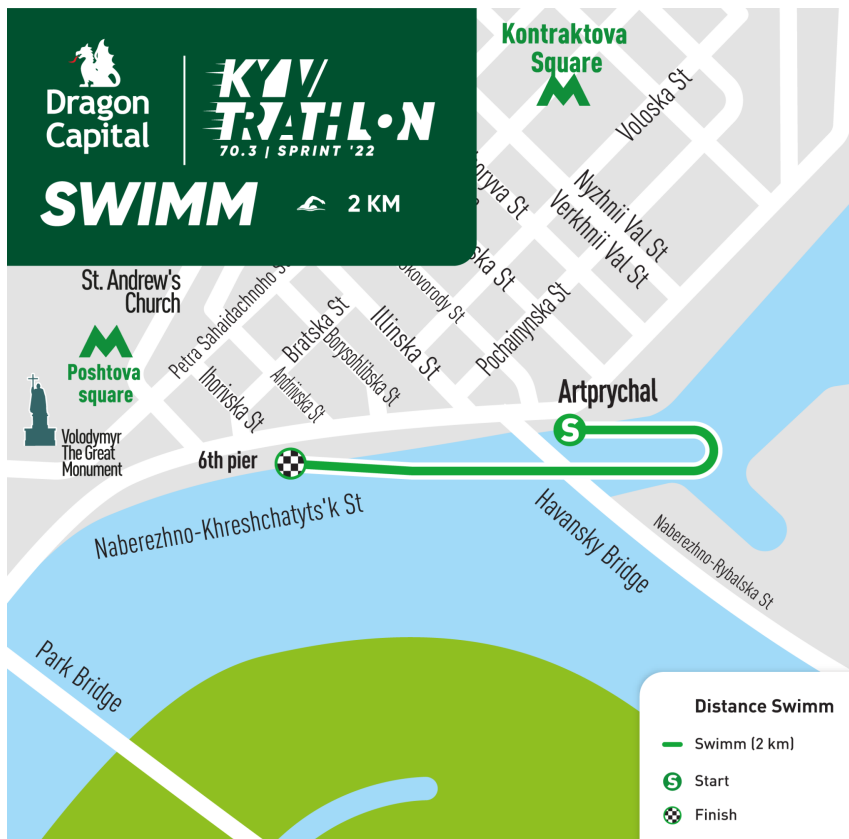 Dragon
Capital
KYIV
TRIATHLON
70.3 | SPRINT '22
SWIMM
2 KM
Kontraktova
Square
Voloska St
Nyzhnii Val St
Verkhnii Val St
St
St
Skovorody St
Pochainynska St
St. Andrew's
Church
Petra Sahaidachnoho St
Bratska St
Illinska St
Borysohlibska St
Andriivska St
Ihorivska St
Poshtova
square
Volodymyr
The Great
Monument
Artprychal
S
6th pier
Naberezhno-Khreshchatyts'k St
Havansky Bridge
Naberezhno-Rybalska St
Park Bridge
Distance Swimm
Swimm (2 km)
S
Start
Finish